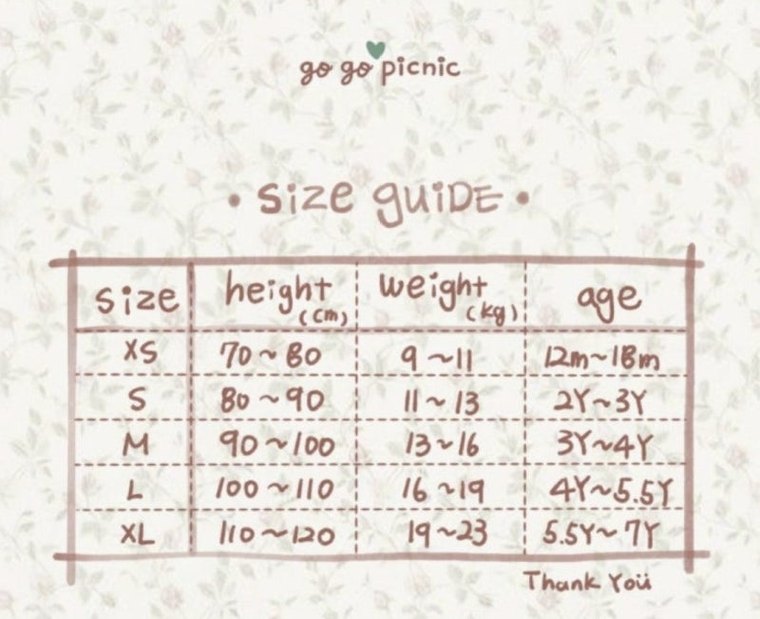 go go picnic
• Size guiDE •
Size height (cm) weight (kg) age
XS 70~80 9~11 12m~18m
S 80~90 11~13 2Y~3Y
M 90~100 13~16 3Y~4Y
L 100~110 16~19 4Y~5.5Y
XL 110~120 19~23 5.5Y~7Y
Thank Yoü